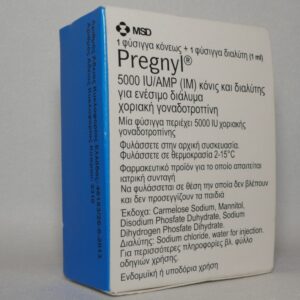 MSD
1 φύσιγγα κόνεως + 1 φύσιγγα διαλύτη (1 ml)
Pregnyl®
5000 IU/AMP (IM) κόνις και διαλύτης
για ενέσιμο διάλυμα
χοριακή γοναδοτροπίνη
Μία φύσιγγα περιέχει 5000 IU χοριακής
γοναδοτροπίνης
Φυλάσσετε στην αρχική συσκευασία.
Φυλάσσετε σε θερμοκρασία 2-15°C
Φαρμακευτικό προϊόν για το οποίο απαιτείται
ιατρική συνταγή
Να φυλάσσεται σε θέση την οποία δεν βλέπουν
και δεν προσεγγίζουν τα παιδιά
Έκδοχα: Carmelose Sodium, Mannitol,
Disodium Phosphate Duhydrate, Sodium
Dihydrogen Phosphate Dihydrate.
Διαλύτης: Sodium chloride, water for injection.
Για περισσότερες πληροφορίες βλ. φύλλο
οδηγιών χρήσης.
Ενδομυϊκή ή υποδόρια χρήση